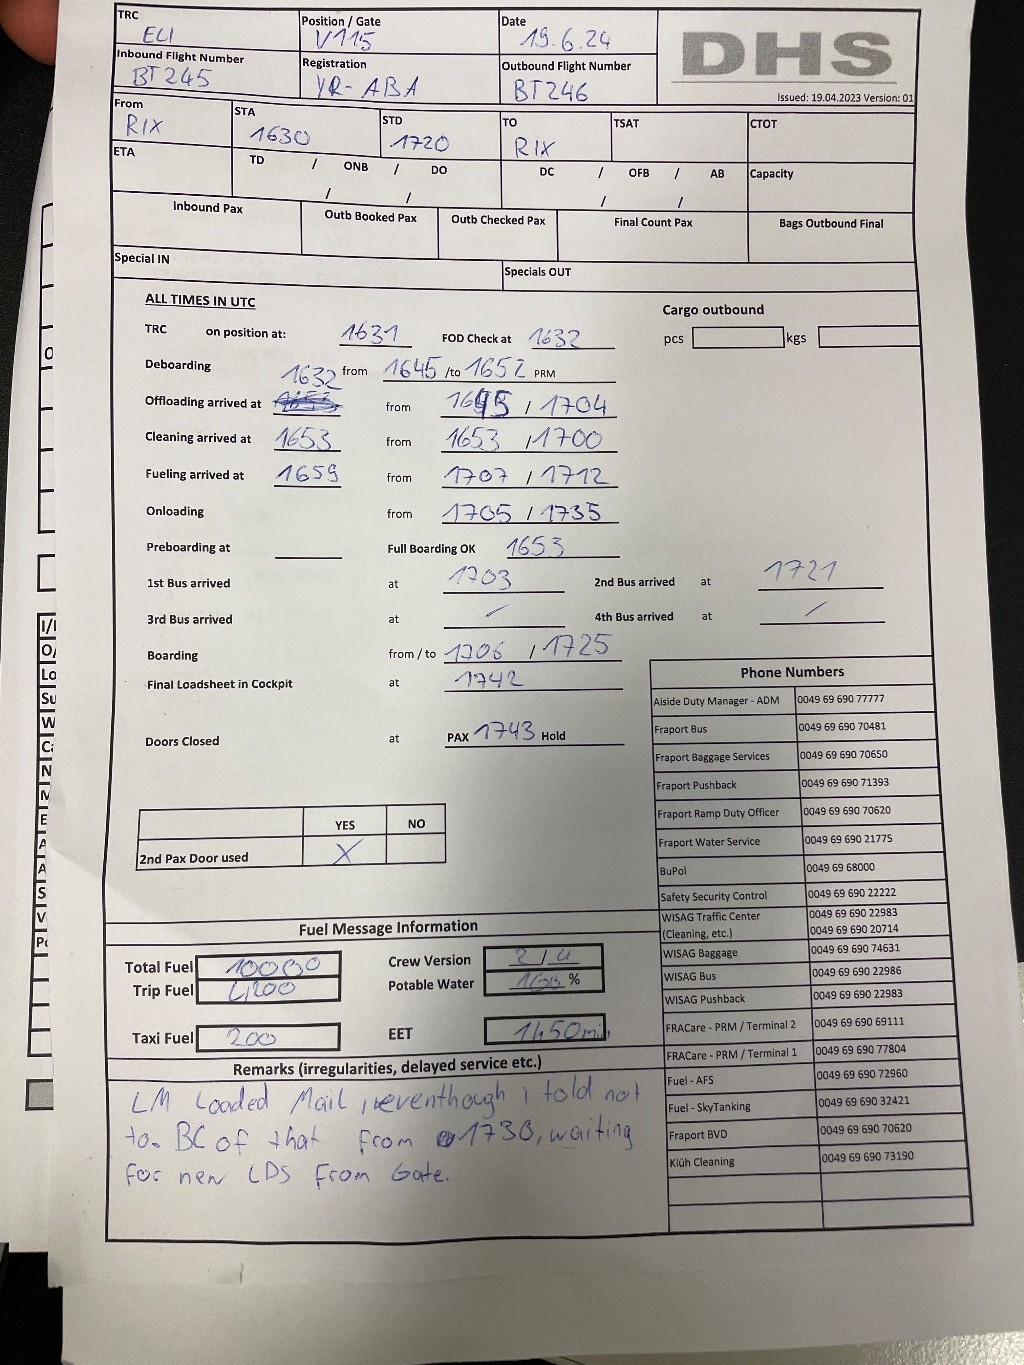 TRC Position / Gate Date DHS
ELI V115 19.6.24
Inbound Flight Number Registration Outbound Flight Number
BT245 YR-ABA BT246
Issued: 19.04.2023 Version: 01
From STA STD TO TSAT CTOT
RIX 1630 1720 RIX
ETA TD / ONB / DO DC / OFB / AB Capacity
/ / / /
Inbound Pax Outb Booked Pax Outb Checked Pax Final Count Pax Bags Outbound Final
Special IN Specials OUT
ALL TIMES IN UTC Cargo outbound
TRC on position at: 1631 FOD Check at 1632 pcs kgs
Deboarding from 1645 /to 1652 PRM
1632
Offloading arrived at from 1645 / 1704
Cleaning arrived at 1653 from 1653 / 1700
Fueling arrived at 1659 from 1707 / 1712
Onloading from 1705 / 1735
Preboarding at Full Boarding OK 1653
1st Bus arrived at 1703 2nd Bus arrived at 1721
3rd Bus arrived at / 4th Bus arrived at /
Boarding from / to 1706 / 1725
Final Loadsheet in Cockpit at 1742
Doors Closed at PAX 1743 Hold
YES NO
2nd Pax Door used X
Phone Numbers
Aiside Duty Manager - ADM 0049 69 690 77777
Fraport Bus 0049 69 690 70481
Fraport Baggage Services 0049 69 690 70650
Fraport Pushback 0049 69 690 71393
Fraport Ramp Duty Officer 0049 69 690 70620
Fraport Water Service 0049 69 690 21775
BuPol 0049 69 68000
Safety Security Control 0049 69 690 22222
WISAG Traffic Center 0049 69 690 22983
(Cleaning, etc.) 0049 69 690 20714
WISAG Baggage 0049 69 690 74631
WISAG Bus 0049 69 690 22986
WISAG Pushback 0049 69 690 22983
FRACare - PRM / Terminal 2 0049 69 690 69111
FRACare - PRM / Terminal 1 0049 69 690 77804
Fuel - AFS 0049 69 690 72960
Fuel - SkyTanking 0049 69 690 32421
Fraport BVD 0049 69 690 70620
Klüh Cleaning 0049 69 690 73190
Fuel Message Information
Total Fuel 10000 Crew Version 2/4
Trip Fuel 4200 Potable Water 100 %
Taxi Fuel 200 EET 1h50min
Remarks (irregularities, delayed service etc.)
LM Loaded Mail, eventhough i told not
to. BC of that from 1730, waiting
for new LDS from Gate.